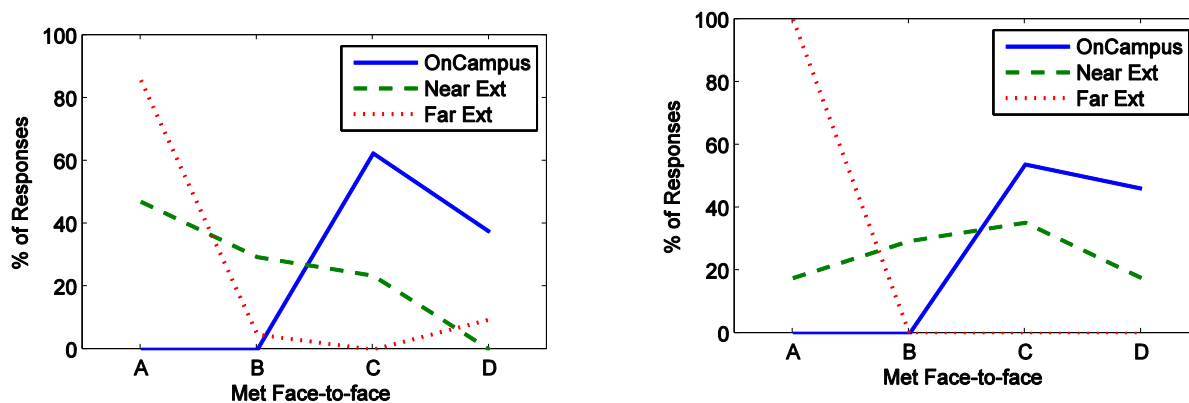 100
80
60
40
20
0
% of Responses
OnCampus
Near Ext
Far Ext
A B C D
Met Face-to-face
100
80
60
40
20
0
% of Responses
OnCampus
Near Ext
Far Ext
A B C D
Met Face-to-face